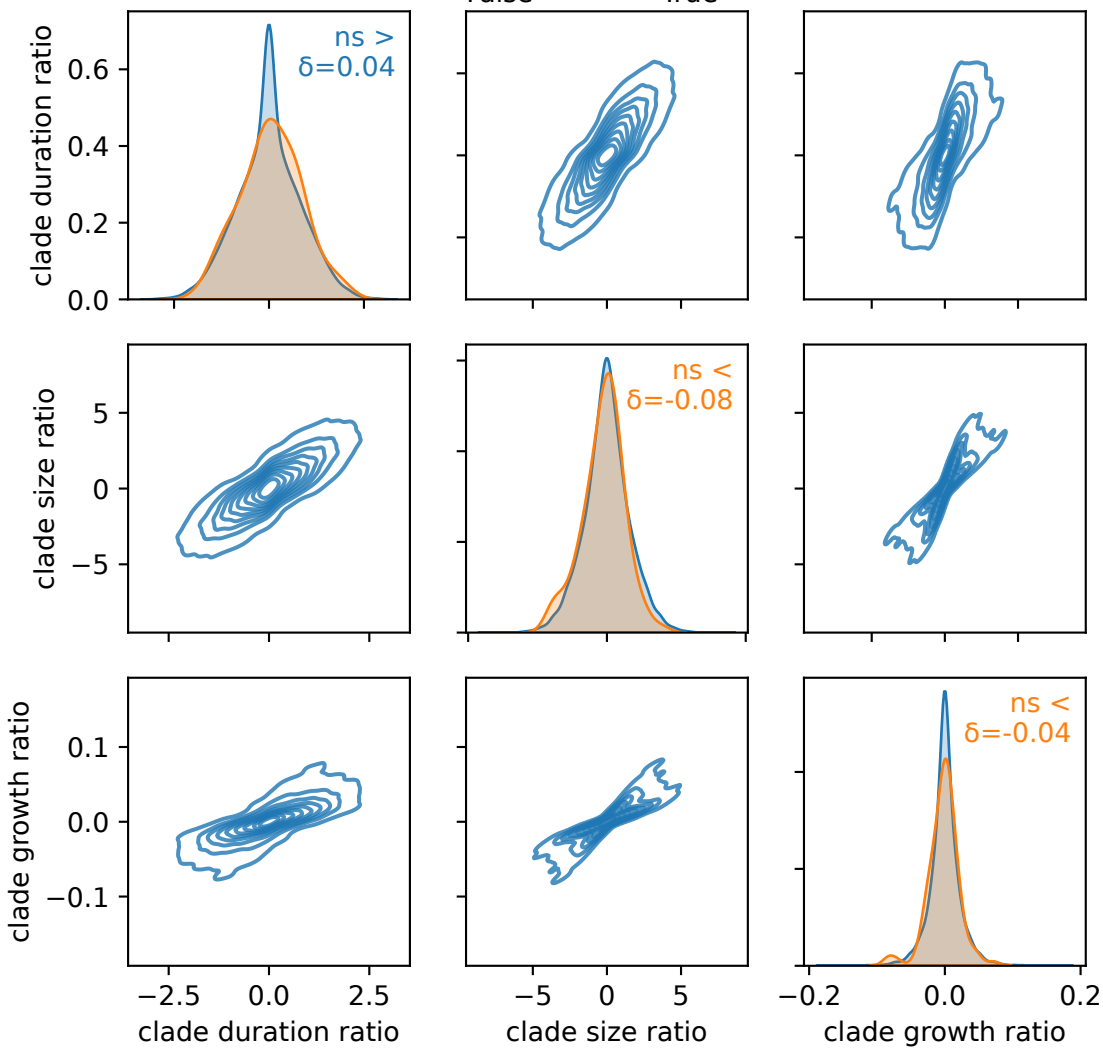 clade duration ratio
0.6
0.4
0.2
0.0
ns >
δ=0.04
clade size ratio
5
0
−5
ns <
δ=-0.08
clade growth ratio
0.1
0.0
−0.1
ns <
δ=-0.04
−2.5 0.0 2.5
clade duration ratio
−5 0 5
clade size ratio
−0.2 0.0 0.2
clade growth ratio